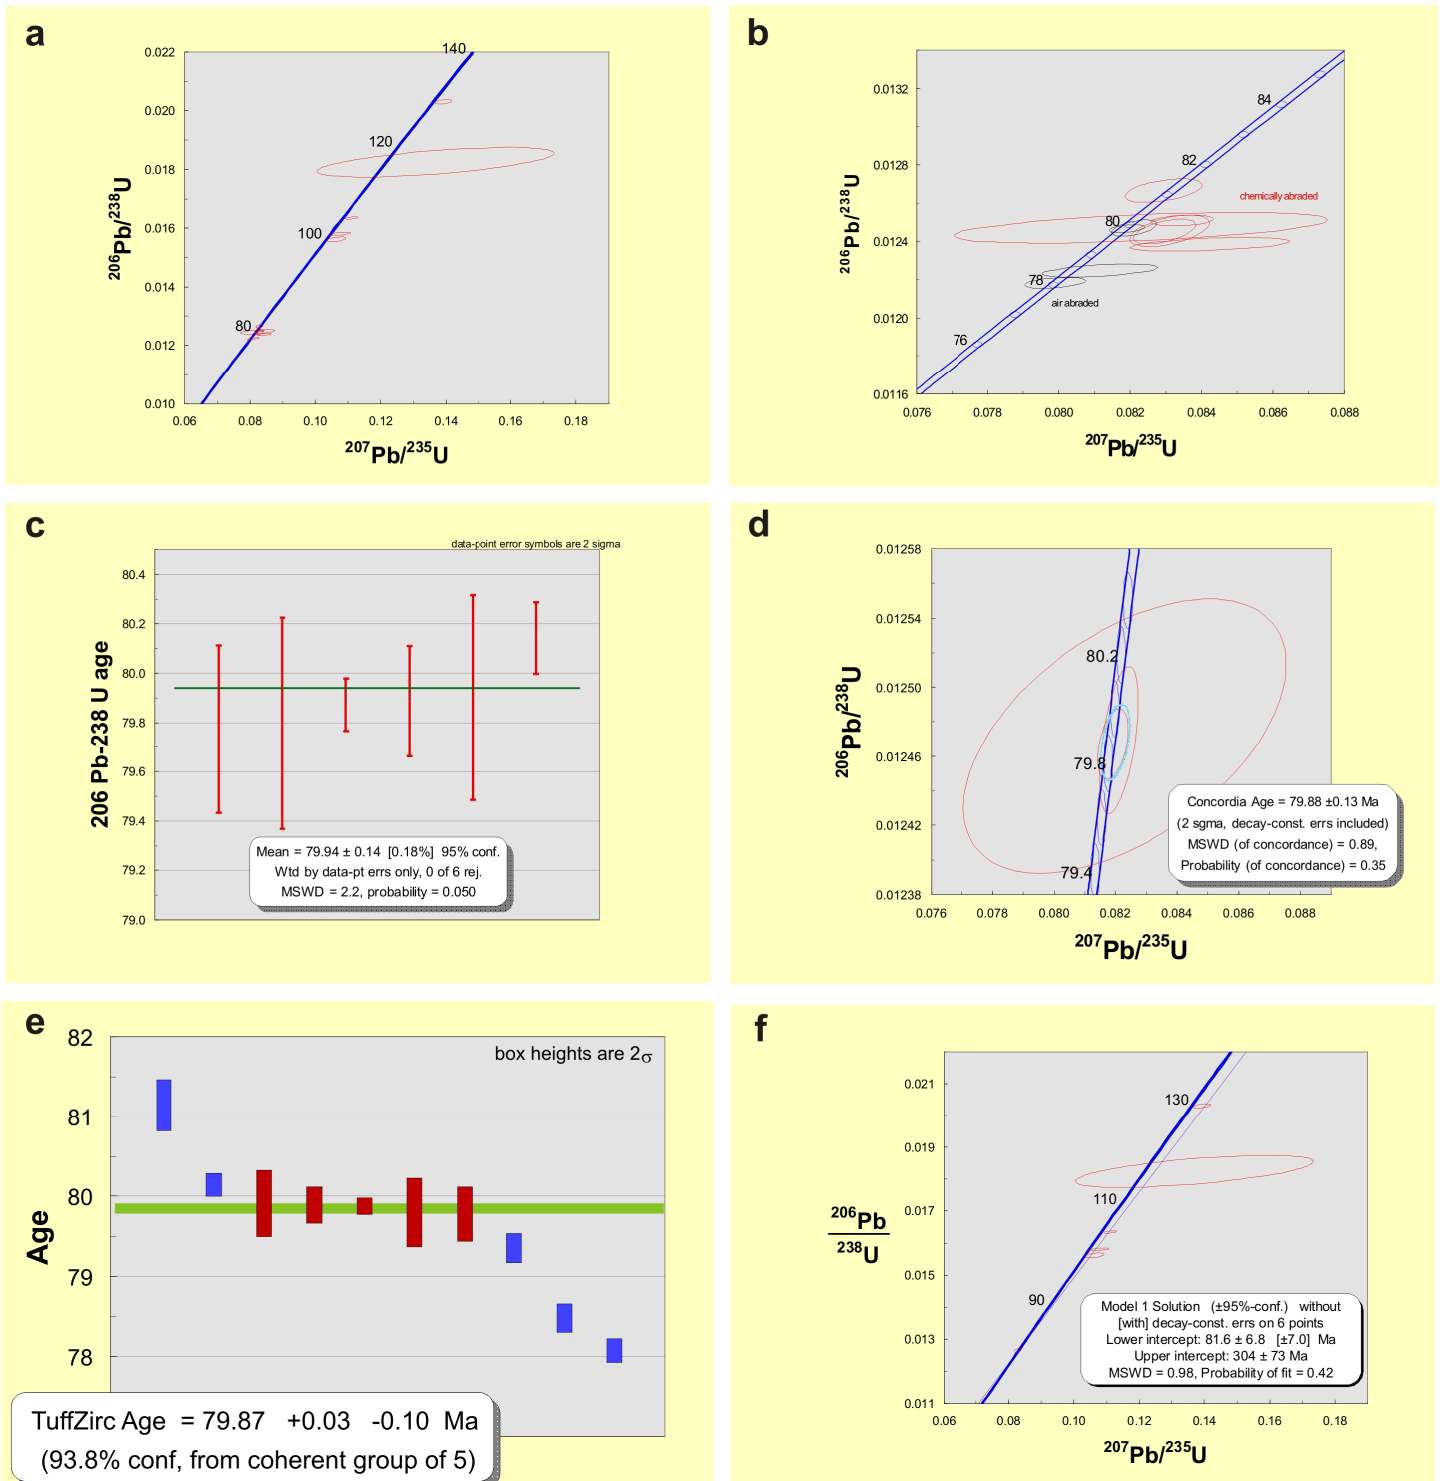 a
0.022
0.020
0.018
0.016
0.014
0.012
0.010
140
120
100
80
0.06 0.08 0.10 0.12 0.14 0.16 0.18
206Pb/238U
207Pb/235U
b
0.0132
0.0128
0.0124
0.0120
0.0116
84
82
80
78
76
chemically abraded
air abraded
0.076 0.078 0.080 0.082 0.084 0.086 0.088
206Pb/238U
207Pb/235U
c
data-point error symbols are 2 sigma
80.4
80.2
80.0
79.8
79.6
79.4
79.2
79.0
206 Pb-238 U age
Mean = 79.94 ± 0.14 [0.18%] 95% conf.
Wtd by data-pt errs only, 0 of 6 rej.
MSWD = 2.2, probability = 0.050
d
0.01258
0.01254
0.01250
0.01246
0.01242
0.01238
80.2
79.8
79.4
0.076 0.078 0.080 0.082 0.084 0.086 0.088
206Pb/238U
207Pb/235U
Concordia Age = 79.88 ±0.13 Ma
(2 sgma, decay-const. errs included)
MSWD (of concordance) = 0.89,
Probability (of concordance) = 0.35
e
box heights are 2σ
82
81
80
79
78
Age
TuffZirc Age = 79.87 +0.03 -0.10 Ma
(93.8% conf, from coherent group of 5)
f
0.021
0.019
0.017
0.015
0.013
0.011
130
110
90
0.06 0.08 0.10 0.12 0.14 0.16 0.18
206Pb
238U
207Pb/235U
Model 1 Solution (±95%-conf.) without
[with] decay-const. errs on 6 points
Lower intercept: 81.6 ± 6.8 [±7.0] Ma
Upper intercept: 304 ± 73 Ma
MSWD = 0.98, Probability of fit = 0.42